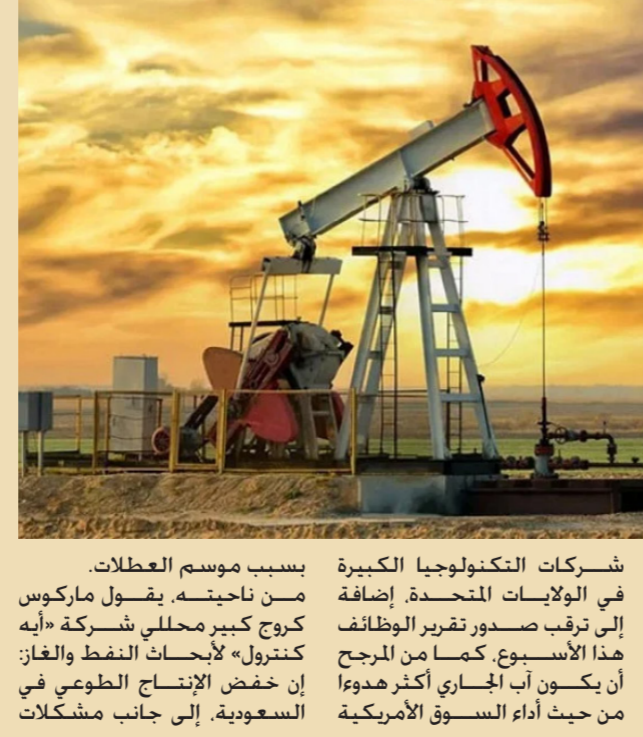 شركات التكنولوجيا الكبيرة
في الولايات المتحدة، إضافة
إلى ترقب صدور تقرير الوظائف
هذا الأسبوع. كما من المرجح
أن يكون آب الجاري أكثر هدوءا
من حيث أداء السوق الأمريكية
بسبب موسم العطلات.
من ناحيته، يقول ماركوس
كروج كبير محللي شركة «أيه
كنترول» لأبحاث النفط والغاز:
إن خفض الإنتاج الطوعي في
السعودية، إلى جانب مشكلات